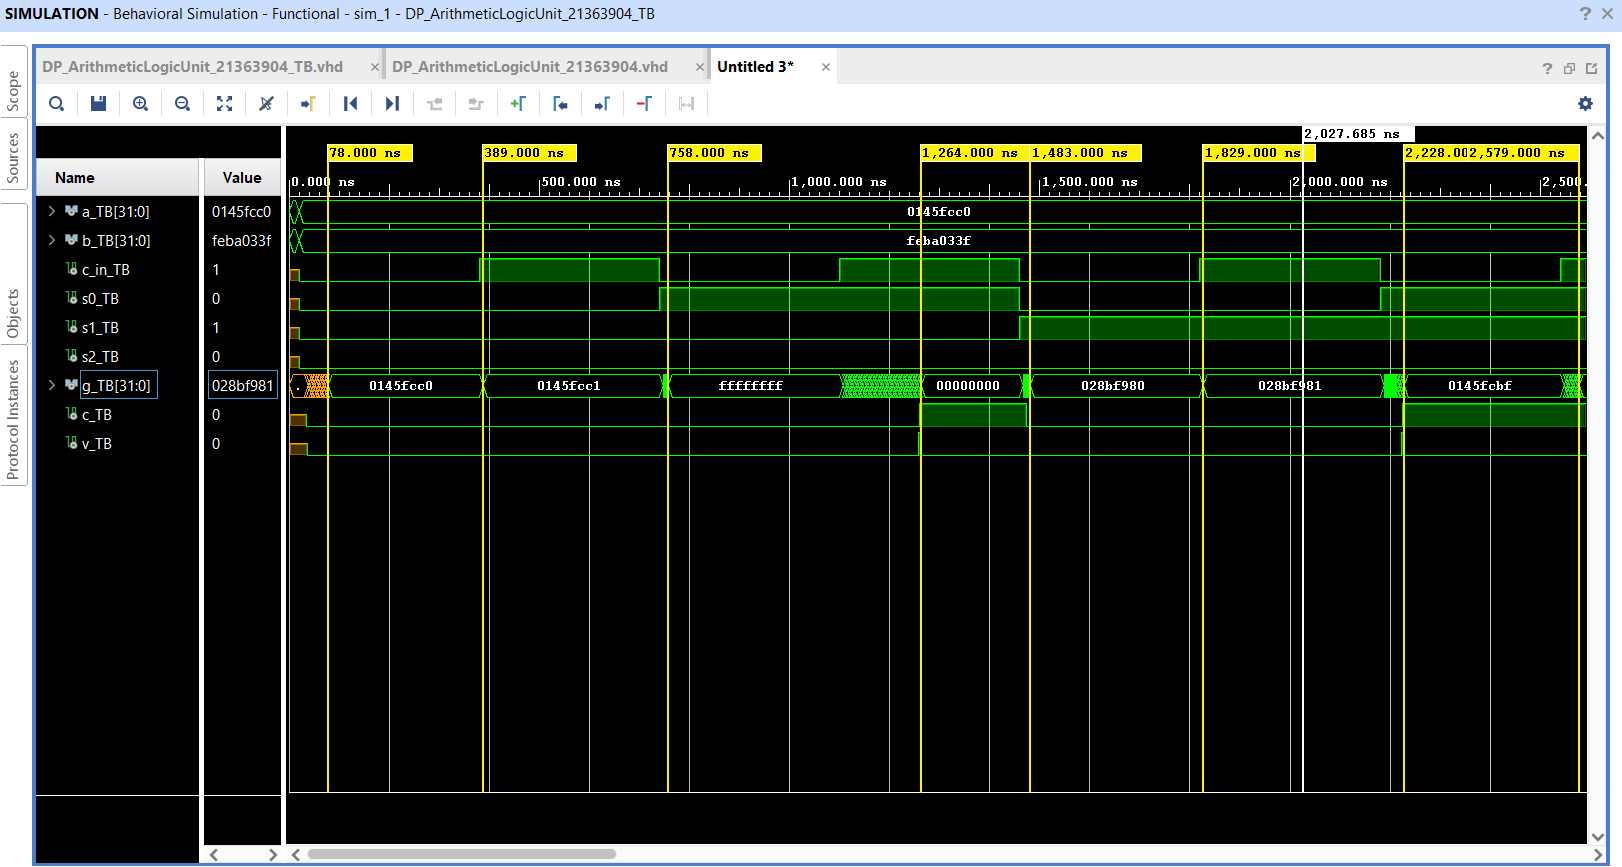 SIMULATION - Behavioral Simulation - Functional - sim_1 - DP_ArithmeticLogicUnit_21363904_TB
? ×
Scope
Sources
Objects
Protocol Instances
DP_ArithmeticLogicUnit_21363904_TB.vhd × DP_ArithmeticLogicUnit_21363904.vhd × Untitled 3* ×
?
2,027.685 ns
78.000 ns 389.000 ns 758.000 ns 1,264.000 ns 1,483.000 ns 1,829.000 ns 2,228.00 2,579.000 ns
Name Value
0.000 ns 500.000 ns 1,000.000 ns 1,500.000 ns 2,000.000 ns 2,500.
a_TB[31:0] 0145fcc0 0145fcc0
b_TB[31:0] feba033f feba033f
c_in_TB 1
s0_TB 0
s1_TB 1
s2_TB 0
g_TB[31:0] 028bf981 . 0145fcc0 0145fcc1 ffffffff 00000000 028bf980 028bf981 0145fcbf
c_TB 0
v_TB 0